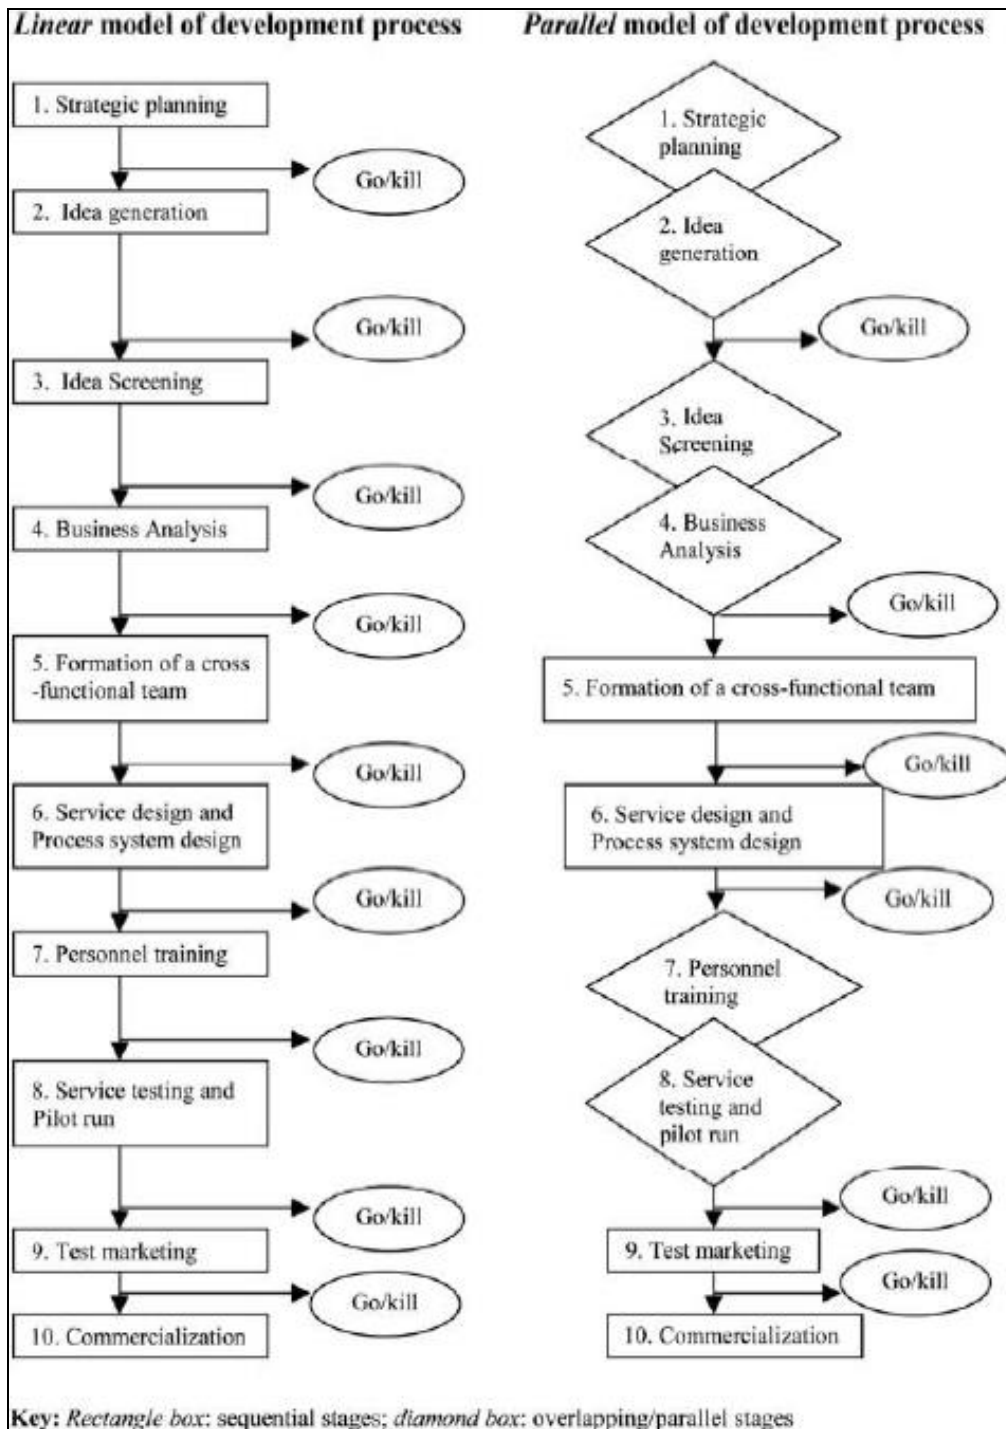 Linear model of development process
1. Strategic planning
Go/kill
2. Idea generation
Go/kill
3. Idea Screening
Go/kill
4. Business Analysis
Go/kill
5. Formation of a cross
-functional team
Go/kill
6. Service design and
Process system design
Go/kill
7. Personnel training
Go/kill
8. Service testing and
Pilot run
Go/kill
9. Test marketing
Go/kill
10. Commercialization
Parallel model of development process
1. Strategic
planning
2. Idea
generation
Go/kill
3. Idea
Screening
4. Business
Analysis
Go/kill
5. Formation of a cross-functional team
Go/kill
6. Service design and
Process system design
Go/kill
7. Personnel
training
8. Service
testing and
pilot run
Go/kill
9. Test marketing
Go/kill
10. Commercialization
Key: Rectangle box: sequential stages; diamond box: overlapping/parallel stages